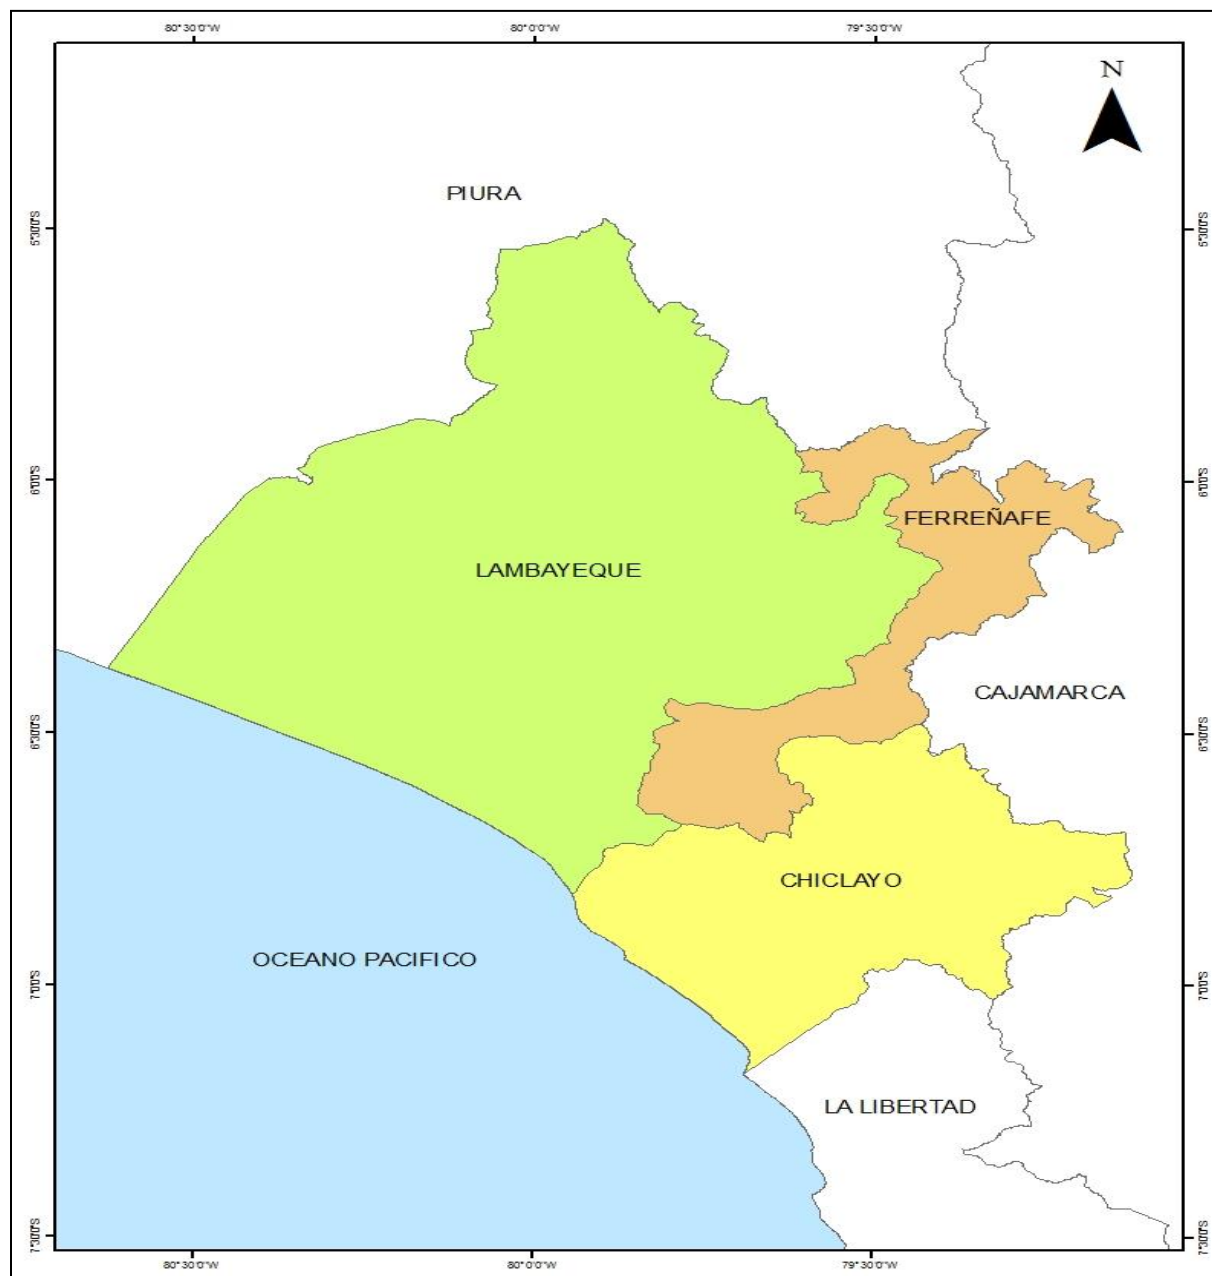 80°30'0"W 80°0'0"W 79°30'0"W
N
PIURA
5°30'0"S 5°30'0"S
6°0'0"S 6°0'0"S
FERREÑAFE
LAMBAYEQUE
CAJAMARCA
6°30'0"S 6°30'0"S
CHICLAYO
OCEANO PACIFICO
7°0'0"S 7°0'0"S
LA LIBERTAD
7°30'0"S 7°30'0"S
80°30'0"W 80°0'0"W 79°30'0"W